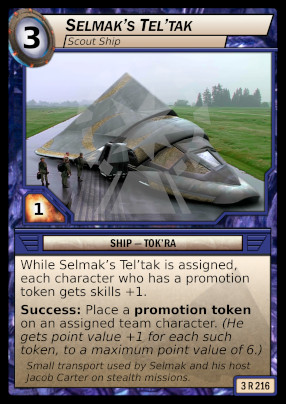 3
SELMAK'S TEL'TAK
Scout Ship
1
SHIP – TOK'RA
While Selmak's Tel'tak is assigned,
each character who has a promotion
token gets skills +1.
Success: Place a promotion token
on an assigned team character. (He
gets point value +1 for each such
token, to a maximum point value of 6.)
Small transport used by Selmak and his host
Jacob Carter on stealth missions.
3 R 216